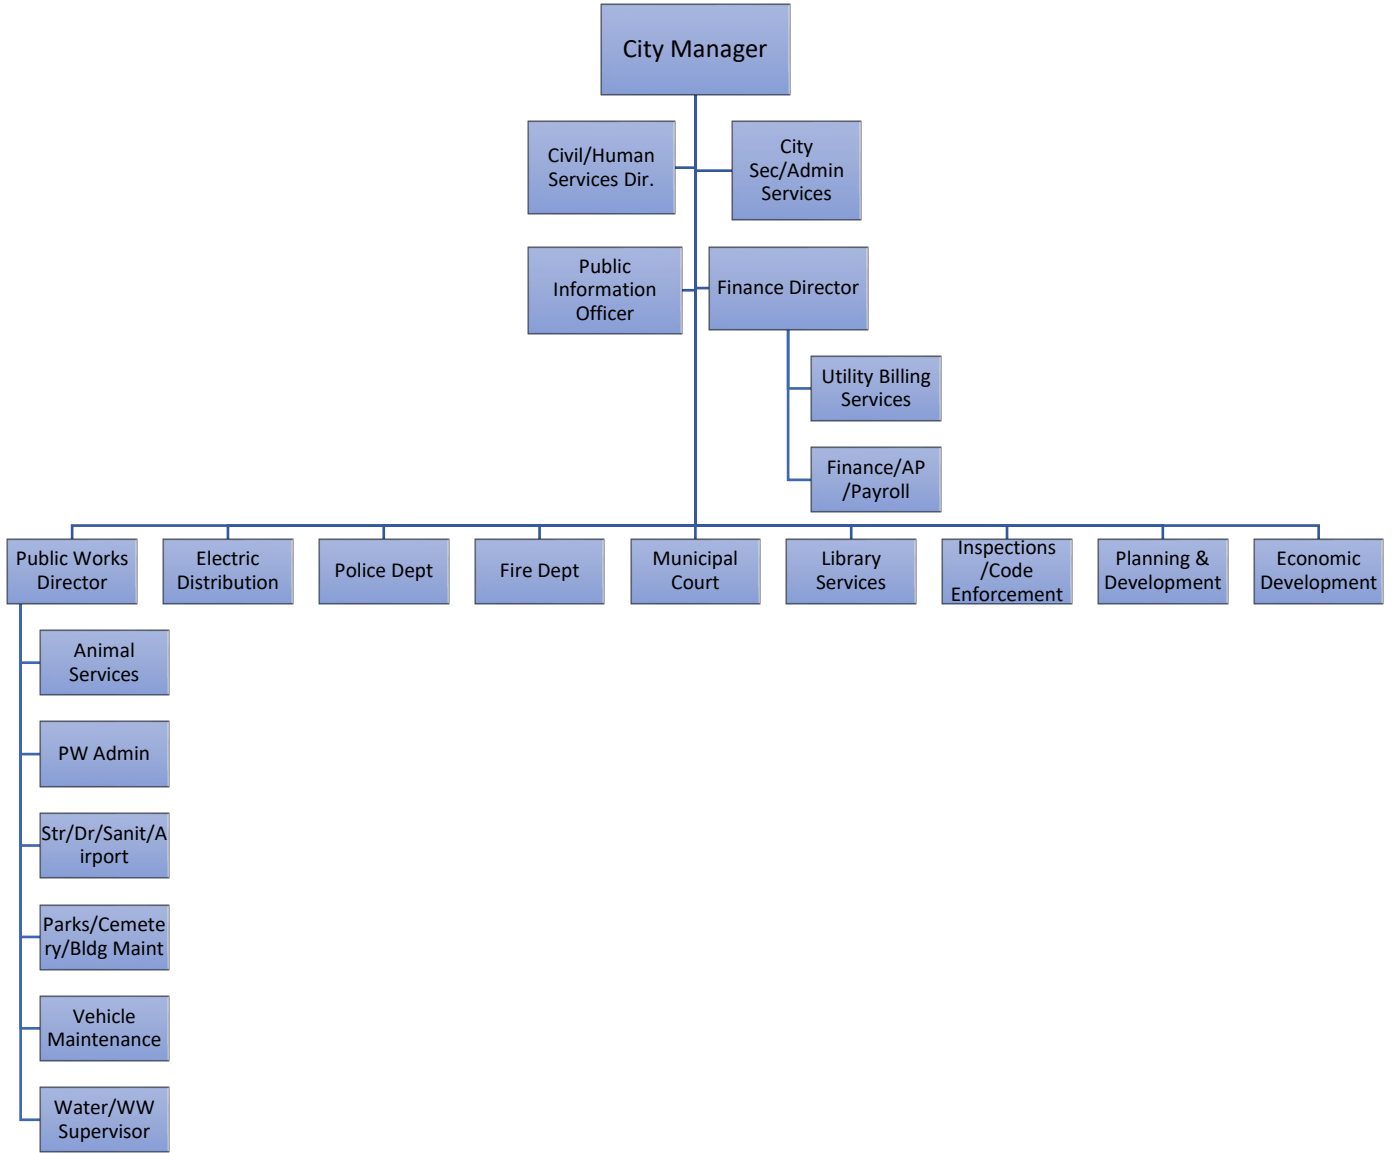 City Manager
Civil/Human
Services Dir.
City
Sec/Admin
Services
Public
Information
Officer
Finance Director
Utility Billing
Services
Finance/AP
/Payroll
Public Works
Director
Electric
Distribution
Police Dept
Fire Dept
Municipal
Court
Library
Services
Inspections
/Code
Enforcement
Planning &
Development
Economic
Development
Animal
Services
PW Admin
Str/Dr/Sanit/A
irport
Parks/Cemete
ry/Bldg Maint
Vehicle
Maintenance
Water/WW
Supervisor